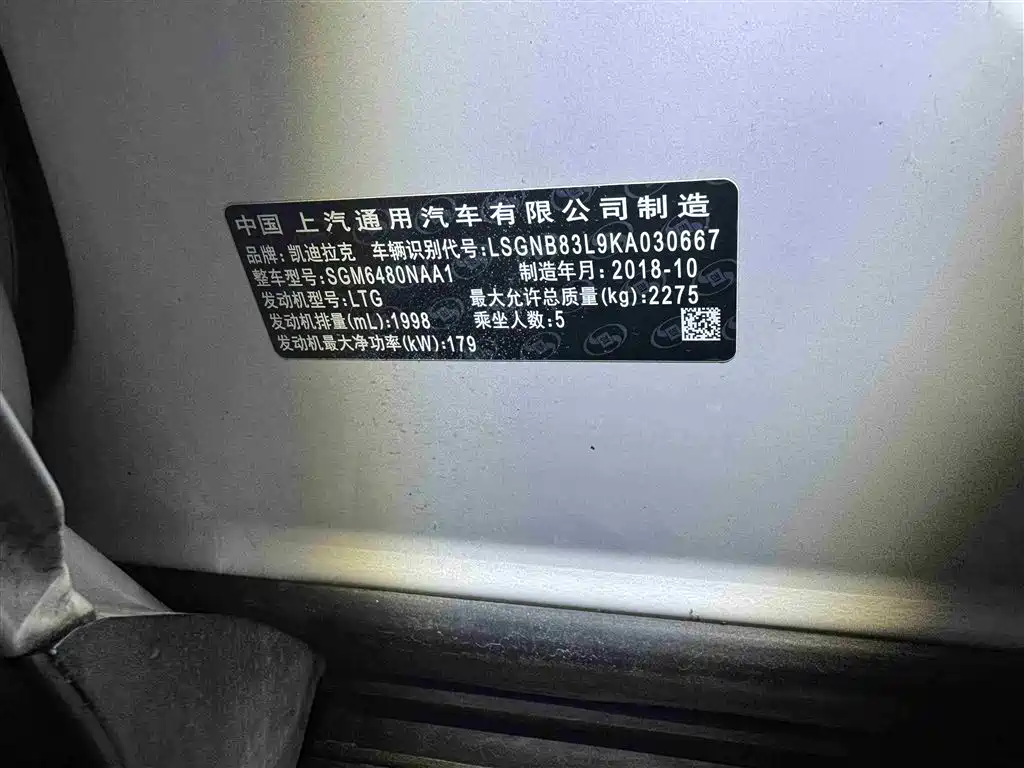 中国 上汽通用汽车有限公司制造
品牌:凯迪拉克 车辆识别代号:LSGNB83L9KA030667
整车型号:SGM6480NAA1 制造年月:2018-10
发动机型号:LTG 最大允许总质量(kg):2275
发动机排量(mL):1998 乘坐人数:5
发动机最大净功率(kW):179